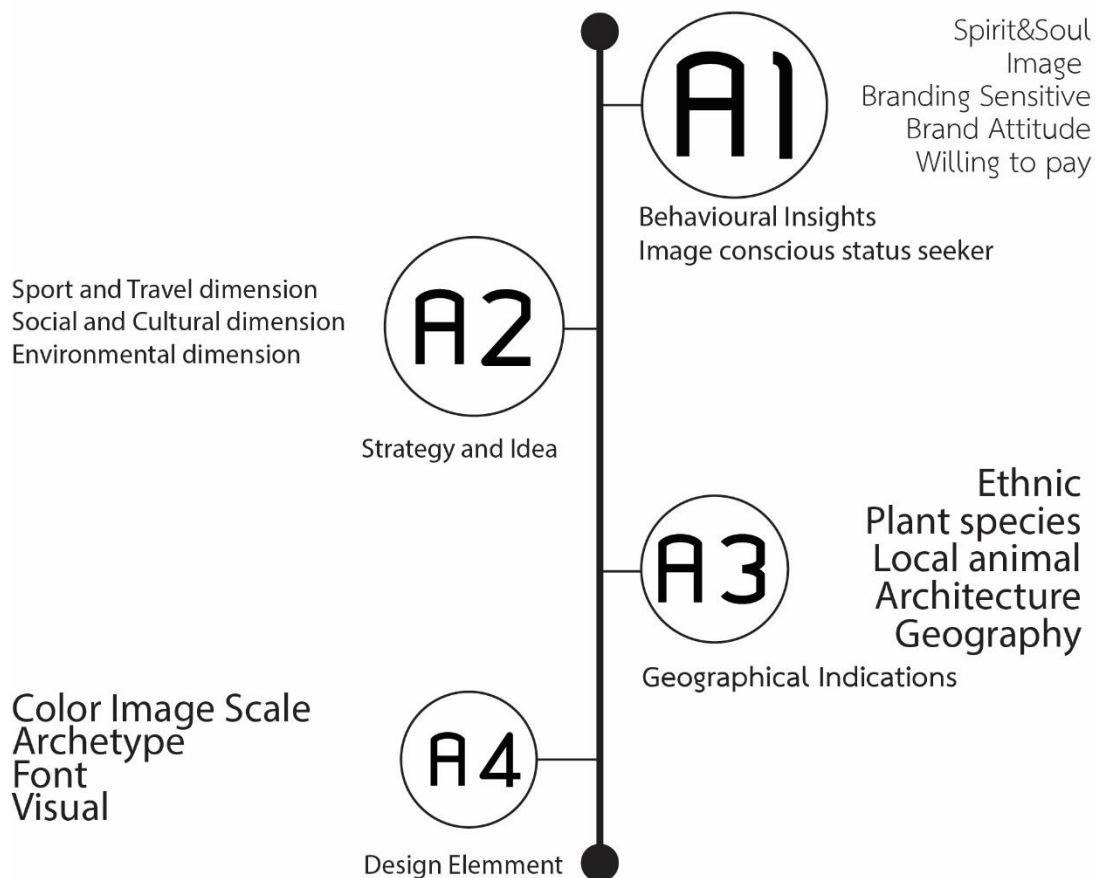 Spirit&Soul
Image
Branding Sensitive
Brand Attitude
Willing to pay
A1
Behavioural Insights
Image conscious status seeker
Sport and Travel dimension
Social and Cultural dimension
Environmental dimension
A2
Strategy and Idea
Ethnic
Plant species
Local animal
Architecture
Geography
A3
Geographical Indications
Color Image Scale
Archetype
Font
Visual
A4
Design Elemment